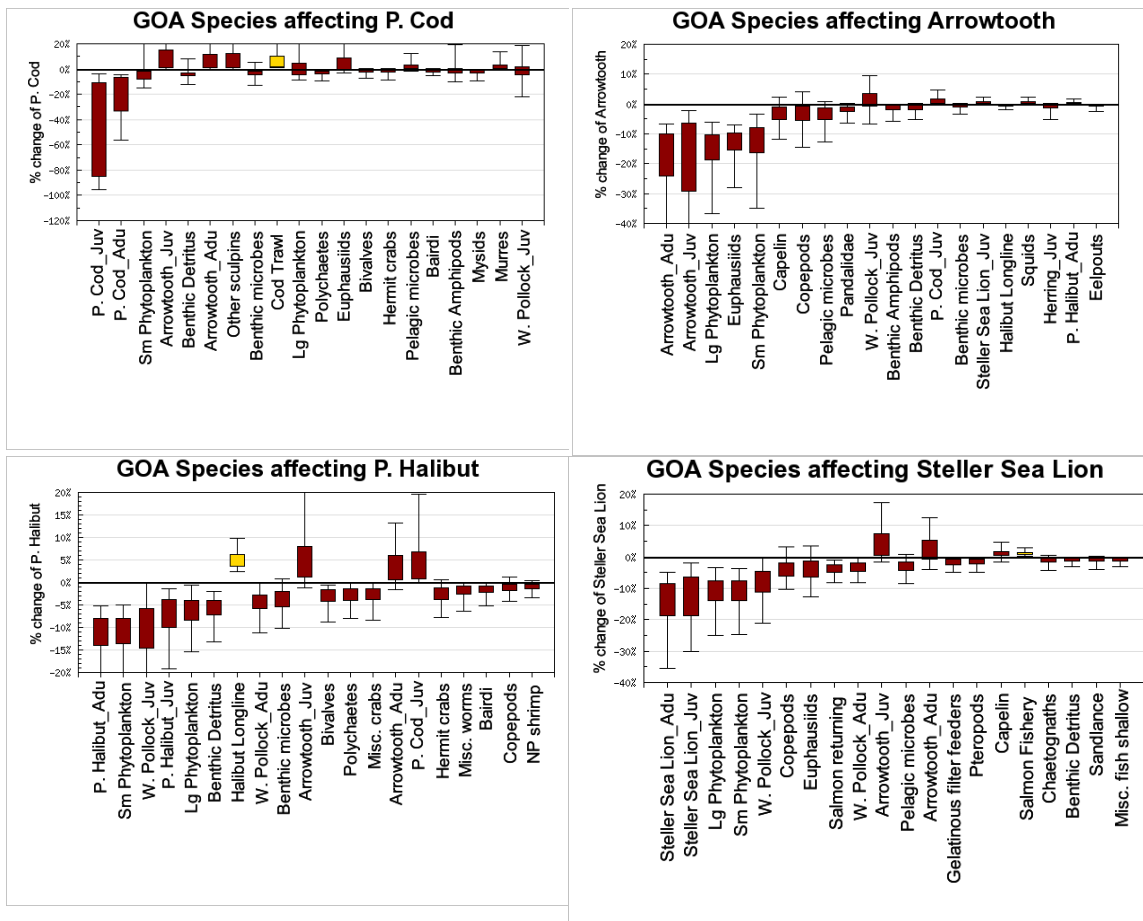 GOA Species affecting P. Cod
% change of P. Cod
20%
0%
-20%
-40%
-60%
-80%
-100%
-120%
P. Cod_Juv
P. Cod_Adu
Sm Phytoplankton
Arrowtooth_Juv
Benthic Detritus
Arrowtooth_Adu
Other sculpins
Benthic microbes
Cod Trawl
Lg Phytoplankton
Polychaetes
Euphausiids
Bivalves
Hermit crabs
Pelagic microbes
Bairdi
Benthic Amphipods
Mysids
Murres
W. Pollock_Juv
GOA Species affecting Arrowtooth
% change of Arrowtooth
20%
10%
0%
-10%
-20%
-30%
-40%
Arrowtooth_Adu
Arrowtooth_Juv
Lg Phytoplankton
Euphausiids
Sm Phytoplankton
Capelin
Copepods
Pelagic microbes
Pandalidae
W. Pollock_Juv
Benthic Amphipods
Benthic Detritus
P. Cod_Juv
Benthic microbes
Steller Sea Lion_Juv
Halibut Longline
Squids
Herring_Juv
P. Halibut_Adu
Eelpouts
GOA Species affecting P. Halibut
% change of P. Halibut
20%
15%
10%
5%
0%
-5%
-10%
-15%
-20%
P. Halibut_Adu
Sm Phytoplankton
W. Pollock_Juv
P. Halibut_Juv
Lg Phytoplankton
Benthic Detritus
Halibut Longline
W. Pollock_Adu
Benthic microbes
Arrowtooth_Juv
Bivalves
Polychaetes
Misc. crabs
Arrowtooth_Adu
P. Cod_Juv
Hermit crabs
Misc. worms
Bairdi
Copepods
NP shrimp
GOA Species affecting Steller Sea Lion
% change of Steller Sea Lion
20%
10%
0%
-10%
-20%
-30%
-40%
Steller Sea Lion_Adu
Steller Sea Lion_Juv
Lg Phytoplankton
Sm Phytoplankton
W. Pollock_Juv
Copepods
Euphausiids
Salmon returning
W. Pollock_Adu
Arrowtooth_Juv
Pelagic microbes
Arrowtooth_Adu
Gelatinous filter feeders
Pteropods
Capelin
Salmon Fishery
Chaetognaths
Benthic Detritus
Sandlance
Misc. fish shallow